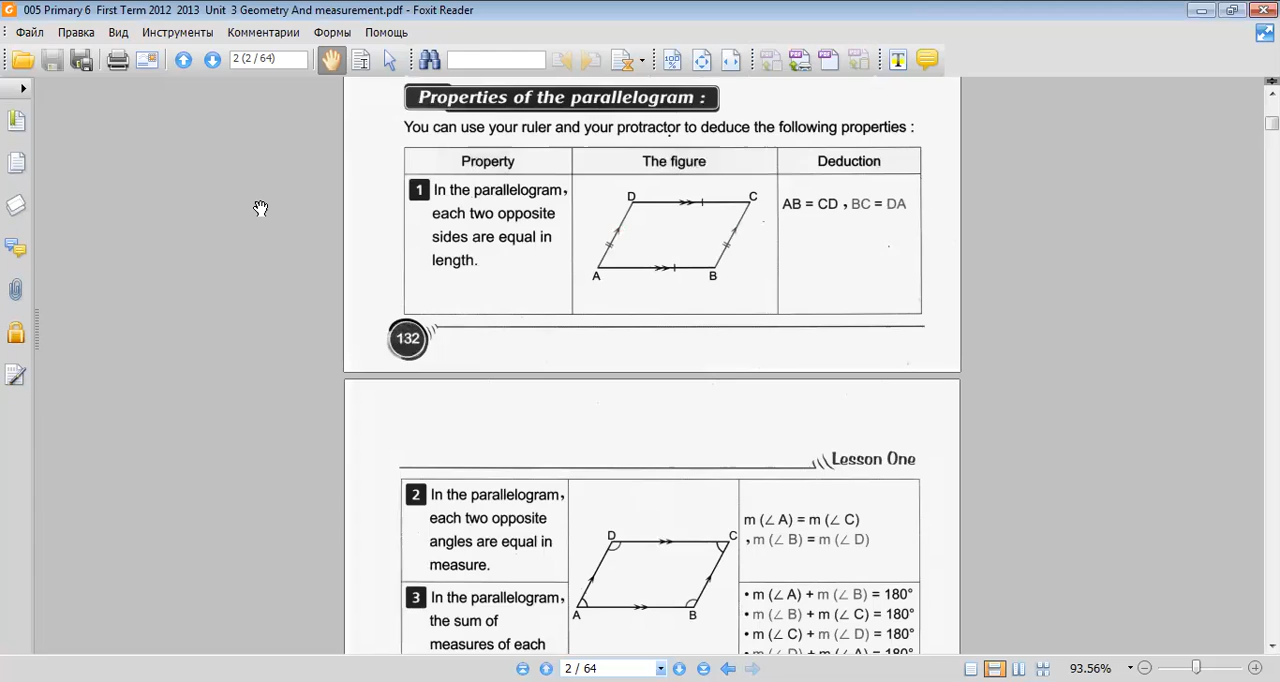 005 Primary 6 First Term 2012 2013 Unit 3 Geometry And measurement.pdf - Foxit Reader
Файл Правка Вид Инструменты Комментарии Формы Помощь
2 (2 / 64)
Properties of the parallelogram :
You can use your ruler and your protractor to deduce the following properties :
Property The figure Deduction
1 In the parallelogram,
each two opposite
sides are equal in
length.
D C
A B
AB = CD , BC = DA
132
Lesson One
2 In the parallelogram,
each two opposite
angles are equal in
measure.
D C
A B
m (∠ A) = m (∠ C)
, m (∠ B) = m (∠ D)
3 In the parallelogram,
the sum of
measures of each
• m (∠ A) + m (∠ B) = 180°
• m (∠ B) + m (∠ C) = 180°
• m (∠ C) + m (∠ D) = 180°
• m (∠ D) + m (∠ A) = 180°
2 / 64
93.56%